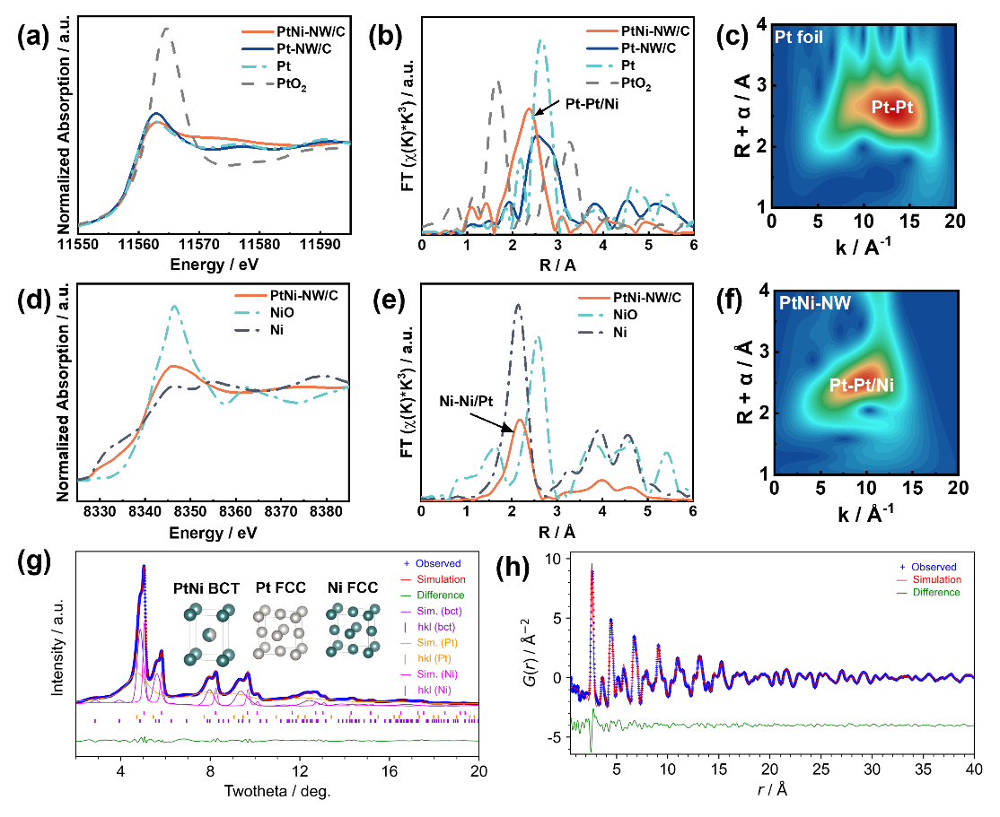 (a)
Normalized Absorption / a.u.
PtNi-NW/C
Pt-NW/C
Pt
PtO2
11550 11560 11570 11580 11590
Energy / eV
(b)
FT (χ(K)*K³) / a.u.
PtNi-NW/C
Pt-NW/C
Pt
PtO2
Pt-Pt/Ni
0 1 2 3 4 5 6
R / A
(c)
Pt foil
Pt-Pt
R + α / A
4
3
2
1
0 5 10 15 20
k / A⁻¹
(d)
Normalized Absorption / a.u.
PtNi-NW/C
NiO
Ni
8330 8340 8350 8360 8370 8380
Energy / eV
(e)
FT (χ(K)*K³) / a.u.
PtNi-NW/C
NiO
Ni
Ni-Ni/Pt
0 1 2 3 4 5 6
R / Å
(f)
PtNi-NW
Pt-Pt/Ni
R + α / Å
4
3
2
1
0 5 10 15 20
k / Å⁻¹
(g)
Intensity / a.u.
PtNi BCT Pt FCC Ni FCC
Observed
Simulation
Difference
Sim. (bct)
hkl (bct)
Sim. (Pt)
hkl (Pt)
Sim. (Ni)
hkl (Ni)
4 8 12 16 20
Twotheta / deg.
(h)
G(r) / Å⁻²
10
5
0
-5
Observed
Simulation
Difference
5 10 15 20 25 30 35 40
r / Å